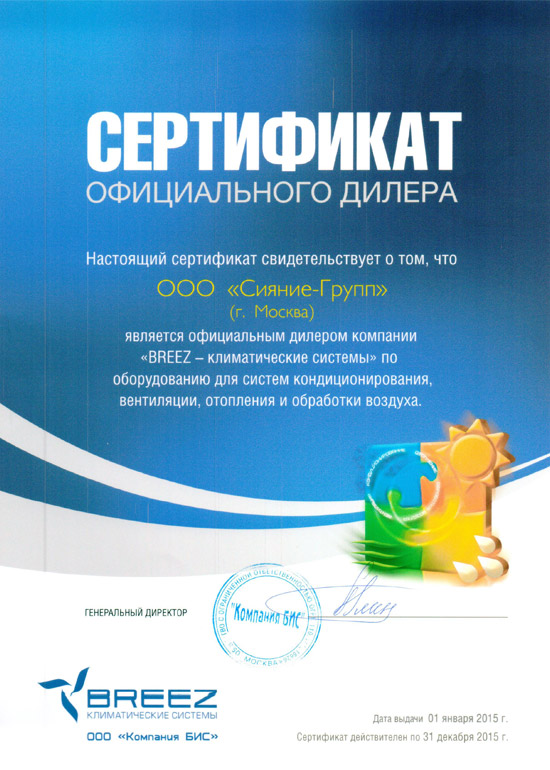 СЕРТИФИКАТ
ОФИЦИАЛЬНОГО ДИЛЕРА
Настоящий сертификат свидетельствует о том, что
ООО «Сияние-Групп»
(г. Москва)
является официальным дилером компании
«BREEZ – климатические системы» по
оборудованию для систем кондиционирования,
вентиляции, отопления и обработки воздуха.
ГЕНЕРАЛЬНЫЙ ДИРЕКТОР
"Компания БИС"
МОСКВА
BREEZ
КЛИМАТИЧЕСКИЕ СИСТЕМЫ
ООО «Компания БИС»
Дата выдачи 01 января 2015 г.
Сертификат действителен по 31 декабря 2015 г.